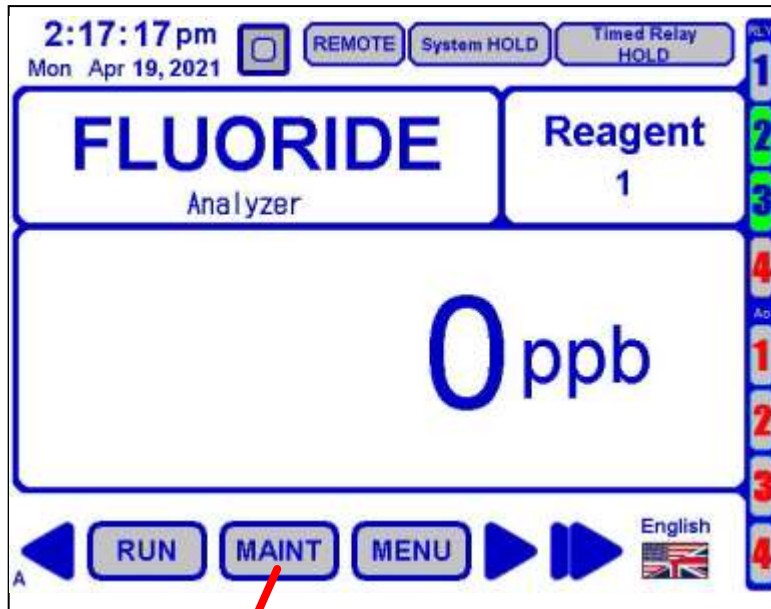 2:17:17 pm
Mon Apr 19, 2021
REMOTE
System HOLD
Timed Relay
HOLD
FLUORIDE
Analyzer
Reagent
1
0 ppb
RUN
MAINT
MENU
English
A
1
2
3
4
1
2
3
4